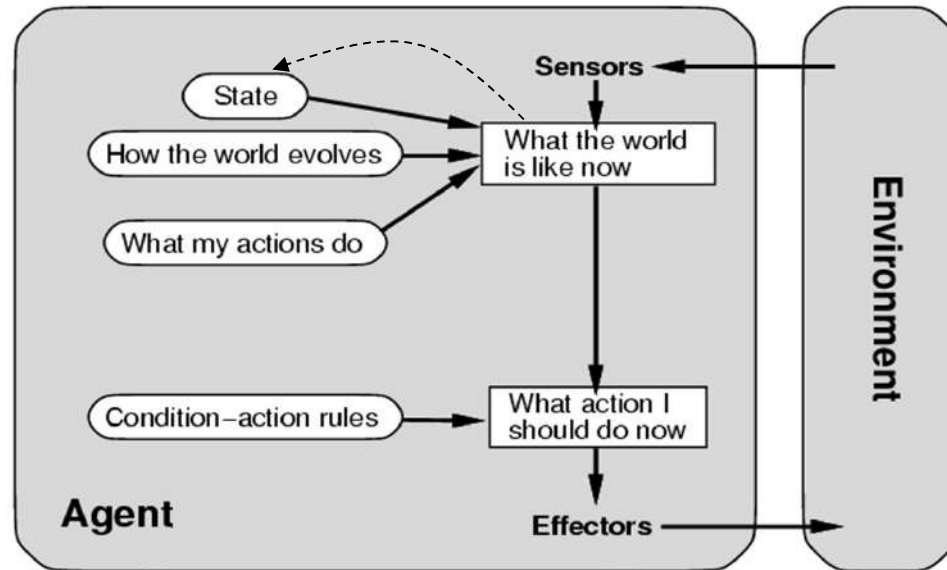 Sensors
State
What the world
is like now
How the world evolves
What my actions do
Environment
Condition–action rules
What action I
should do now
Agent
Effectors